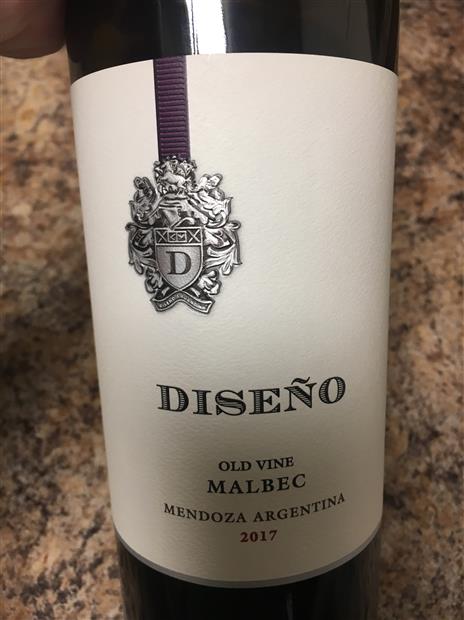 D
DISEÑO
OLD VINE
MALBEC
MENDOZA ARGENTINA
2017